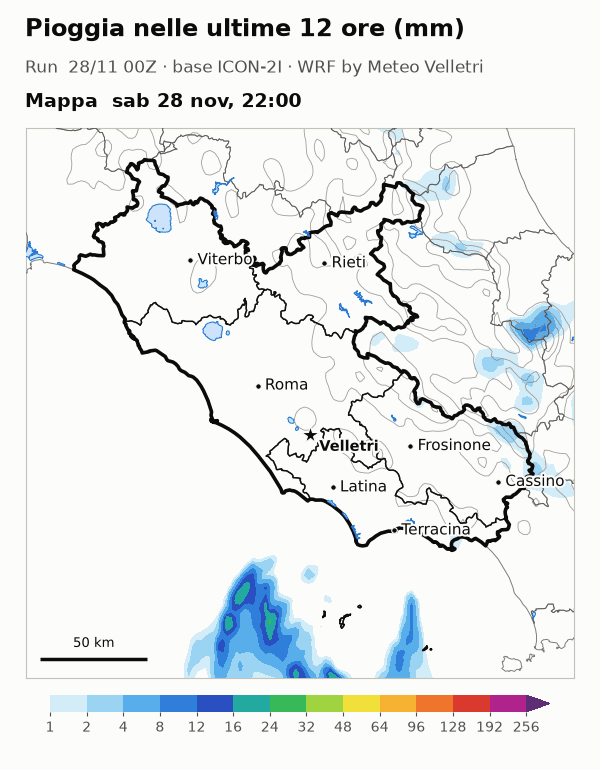 Pioggia nelle ultime 12 ore (mm)
Run  28/11 00Z · base ICON-2I · WRF by Meteo Velletri
Mappa  sab 28 nov, 22:00
Viterbo
Rieti
Roma
Velletri
Frosinone
Latina
Cassino
Terracina
50 km
1 2 4 8 12 16 24 32 48 64 96 128 192 256